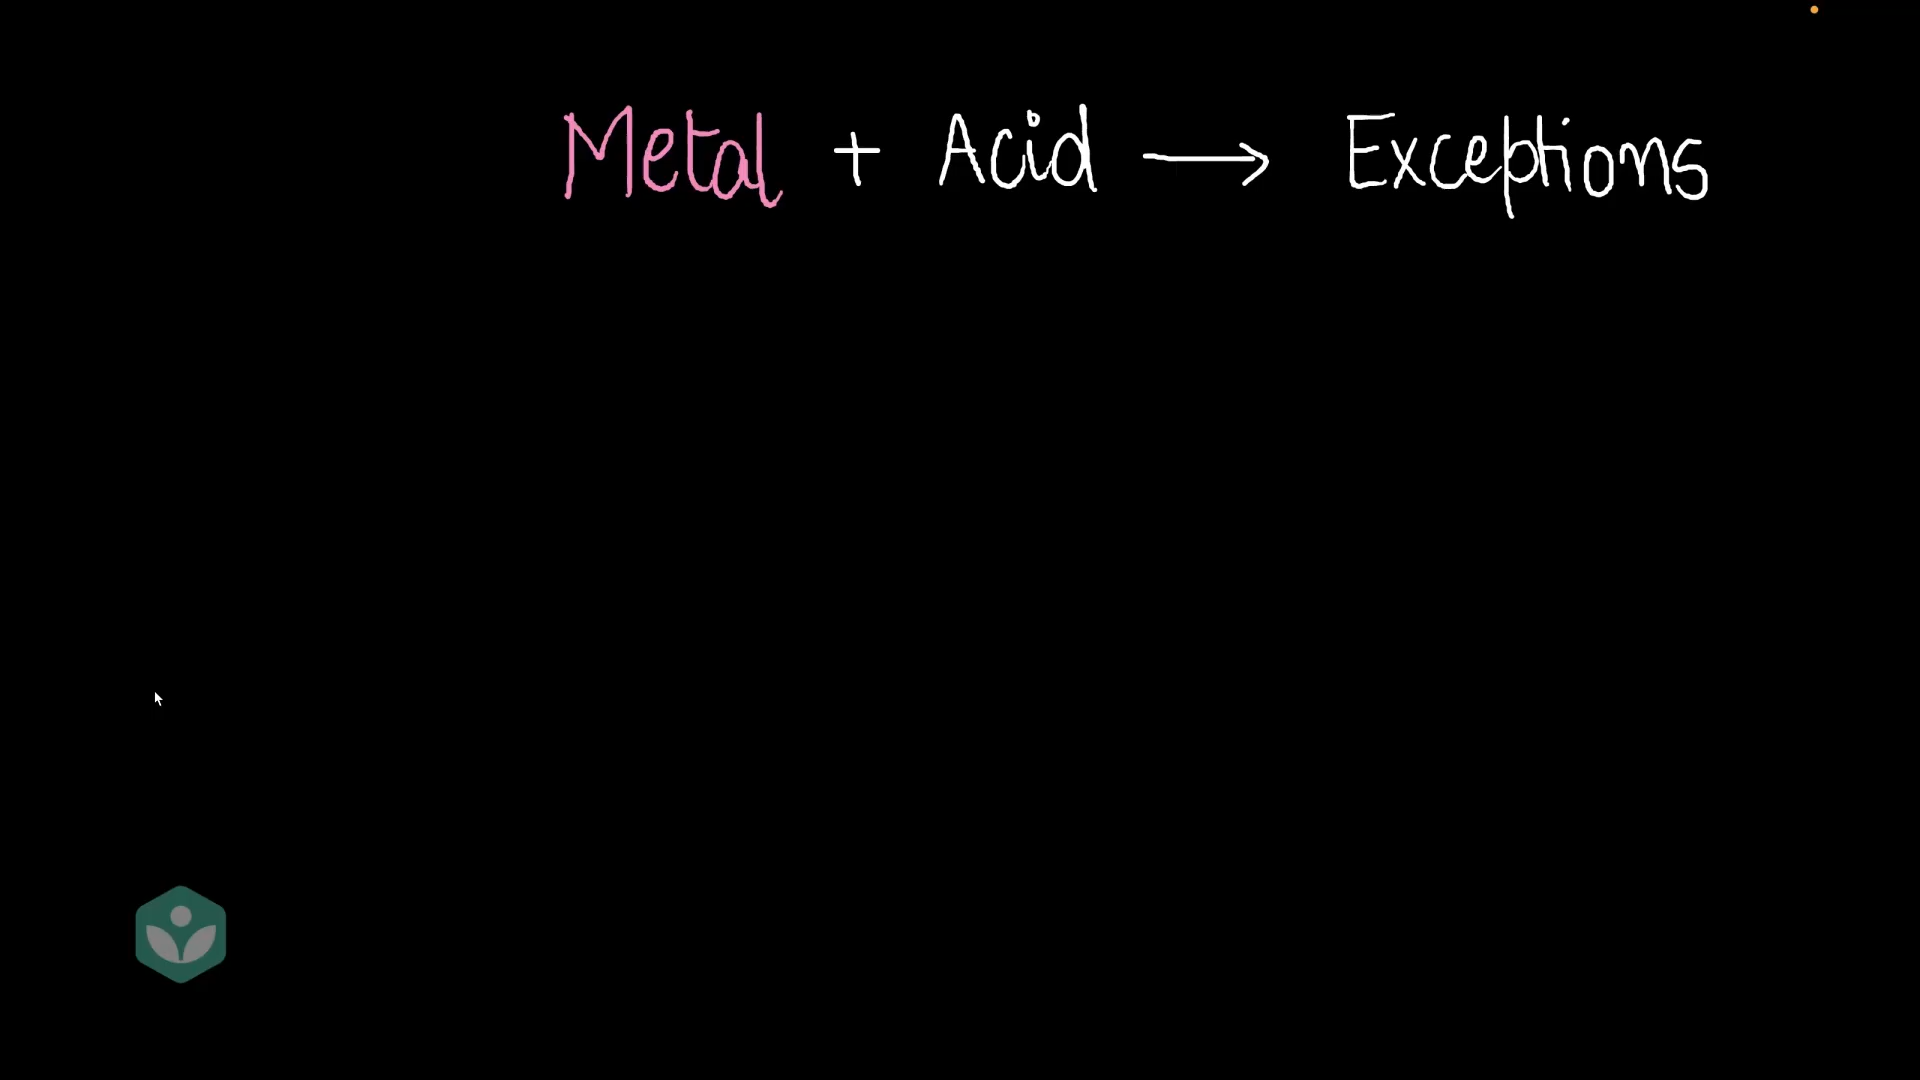 Metal + Acid → Exceptions